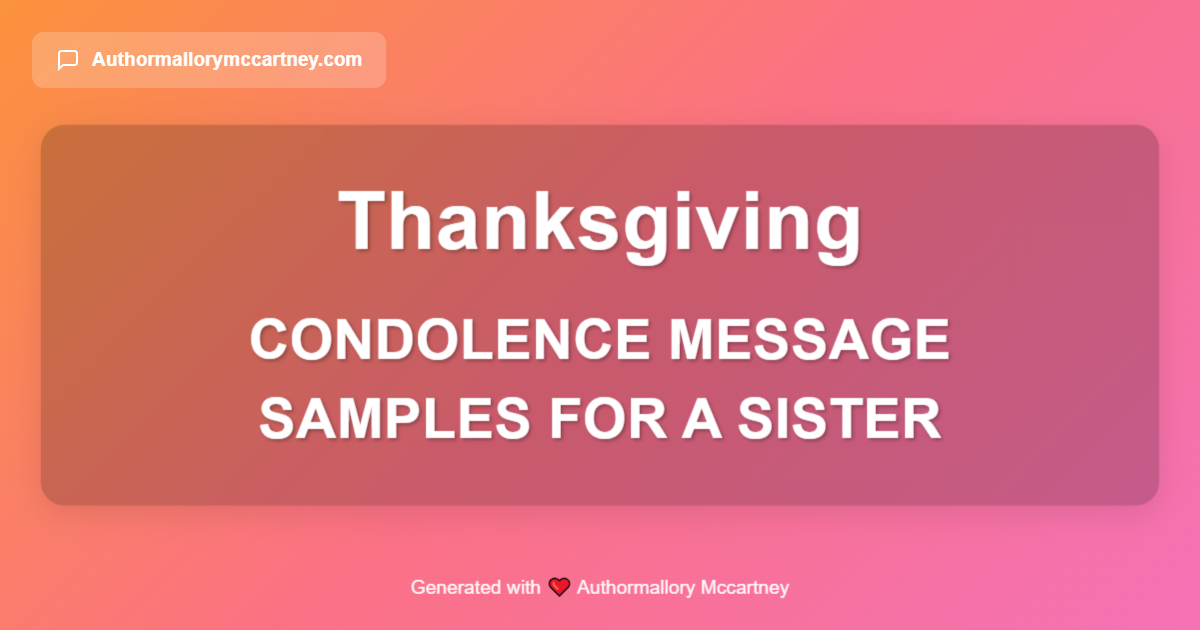 Authormallorymccartney.com
Thanksgiving
CONDOLENCE MESSAGE
SAMPLES FOR A SISTER
Generated with ❤️ Authormallory Mccartney